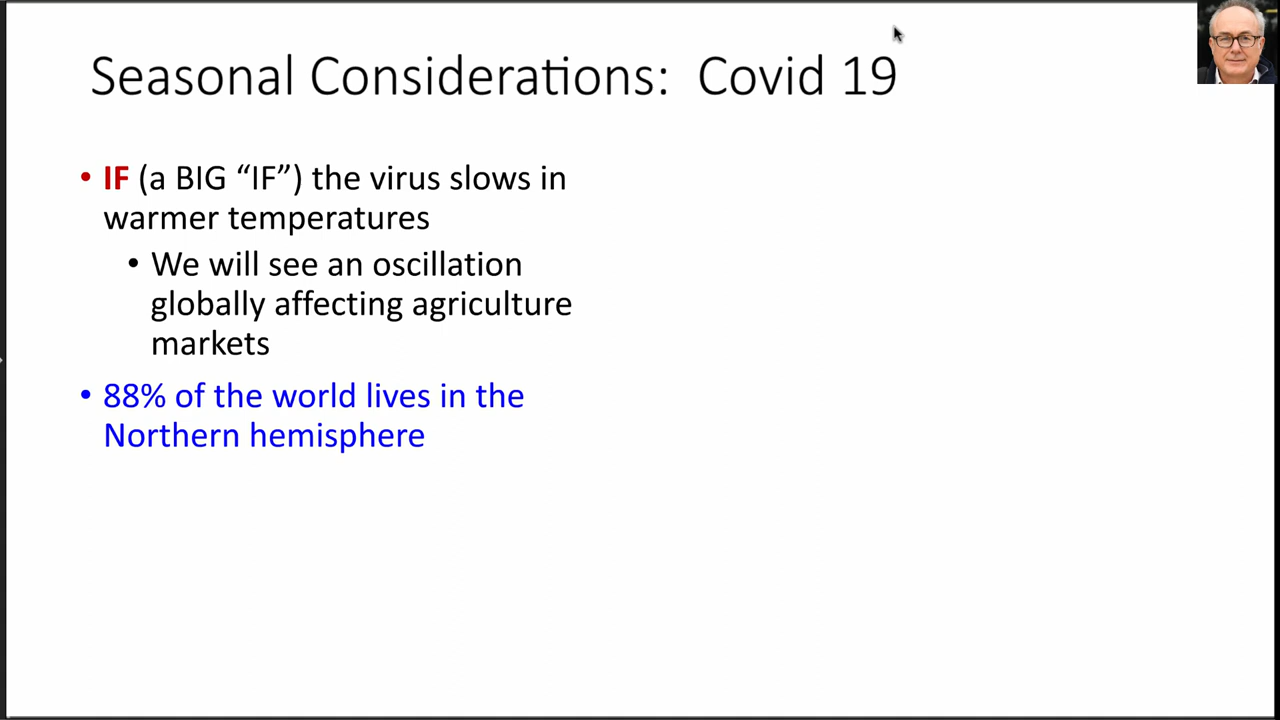 Seasonal Considerations:  Covid 19
• IF (a BIG “IF”) the virus slows in
warmer temperatures
• We will see an oscillation
globally affecting agriculture
markets
• 88% of the world lives in the
Northern hemisphere